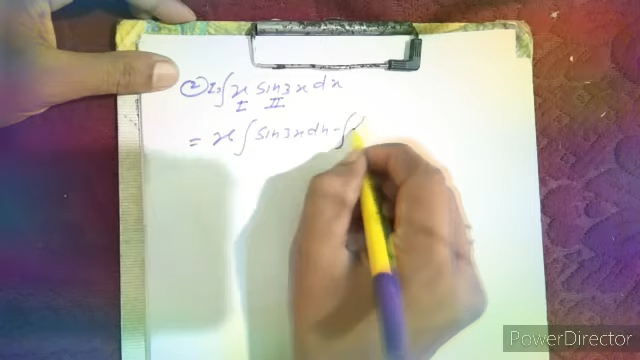 ② I=∫ x sin3x dx
I II
= x ∫ sin3x dx - ∫
PowerDirector